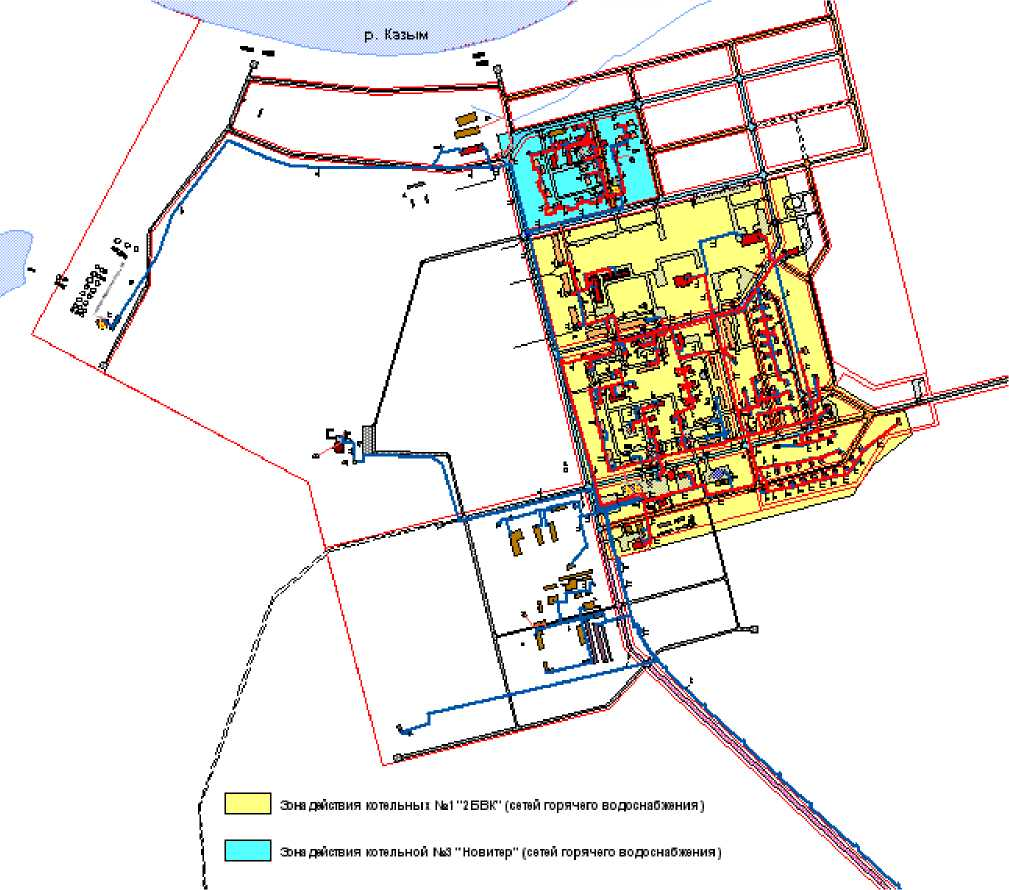 р. Казым
Зона действия котельных №1 "2БВК" (сетей горячего водоснабжения)
Зона действия котельной №3 "Новитер" (сетей горячего водоснабжения)